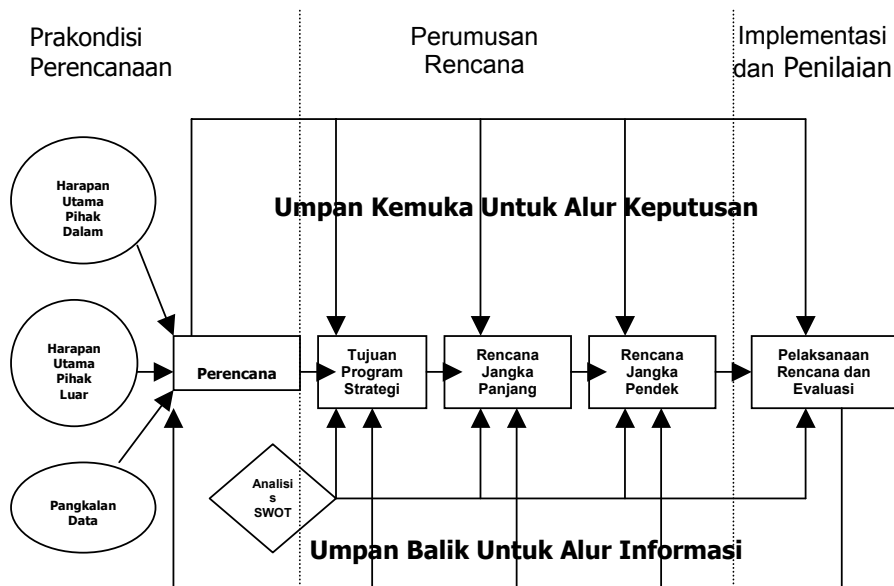 Prakondisi
Perencanaan
Perumusan
Rencana
Implementasi
dan Penilaian
Harapan
Utama
Pihak
Dalam
Umpan Kemuka Untuk Alur Keputusan
Harapan
Utama
Pihak
Luar
Perencana
Tujuan
Program
Strategi
Rencana
Jangka
Panjang
Rencana
Jangka
Pendek
Pelaksanaan
Rencana dan
Evaluasi
Pangkalan
Data
Analisi
s
SWOT
Umpan Balik Untuk Alur Informasi